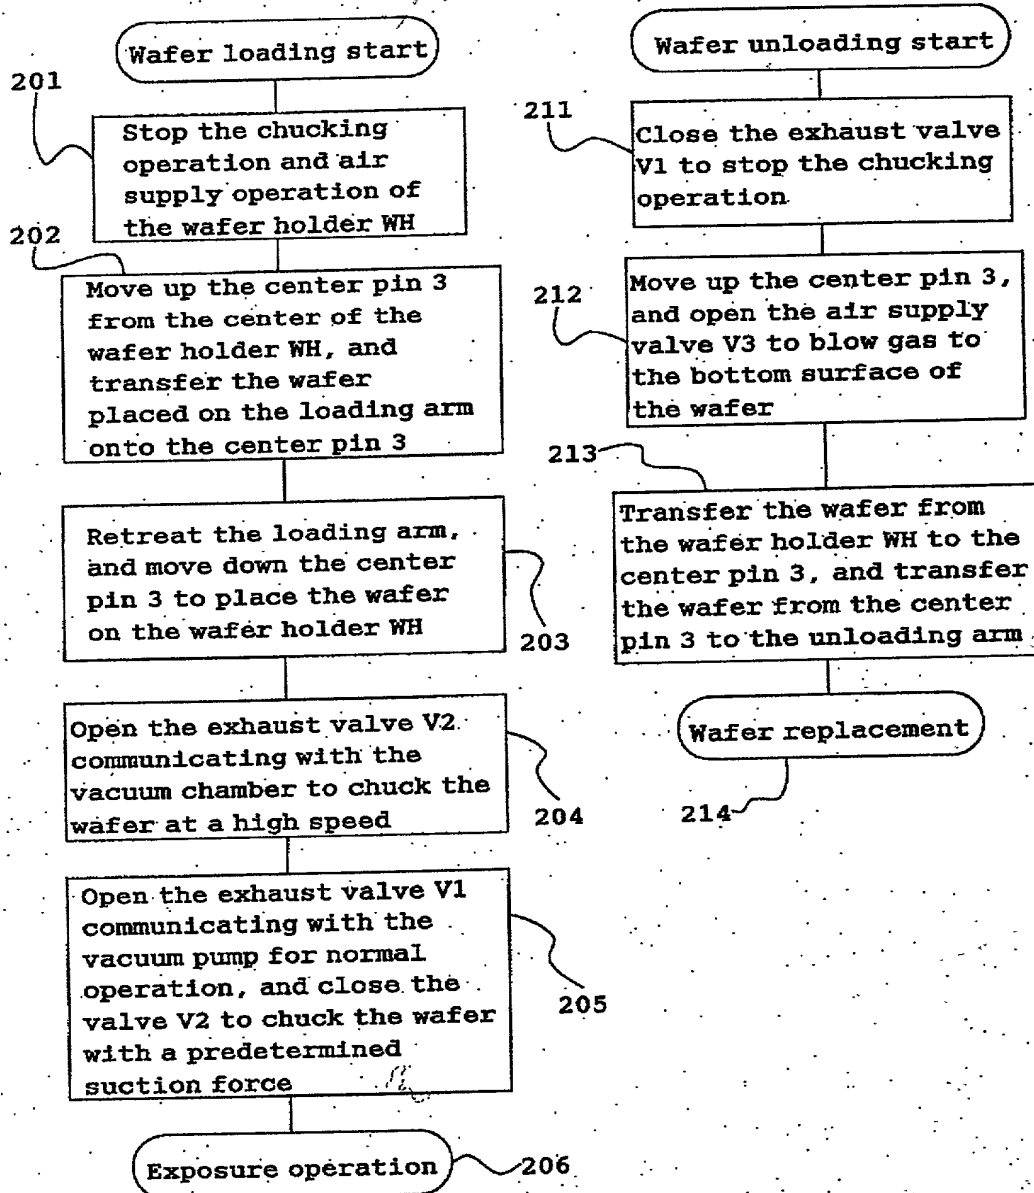 Wafer loading start
201
Stop the chucking
operation and air
supply operation of
the wafer holder WH
202
Move up the center pin 3
from the center of the
wafer holder WH, and
transfer the wafer
placed on the loading arm
onto the center pin 3
Retreat the loading arm,
and move down the center
pin 3 to place the wafer
on the wafer holder WH
203
Open the exhaust valve V2
communicating with the
vacuum chamber to chuck the
wafer at a high speed
204
Open the exhaust valve V1
communicating with the
vacuum pump for normal
operation, and close the
valve V2 to chuck the wafer
with a predetermined
suction force
205
Exposure operation
206
Wafer unloading start
211
Close the exhaust valve
V1 to stop the chucking
operation
212
Move up the center pin 3,
and open the air supply
valve V3 to blow gas to
the bottom surface of
the wafer
213
Transfer the wafer from
the wafer holder WH to the
center pin 3, and transfer
the wafer from the center
pin 3 to the unloading arm
Wafer replacement
214